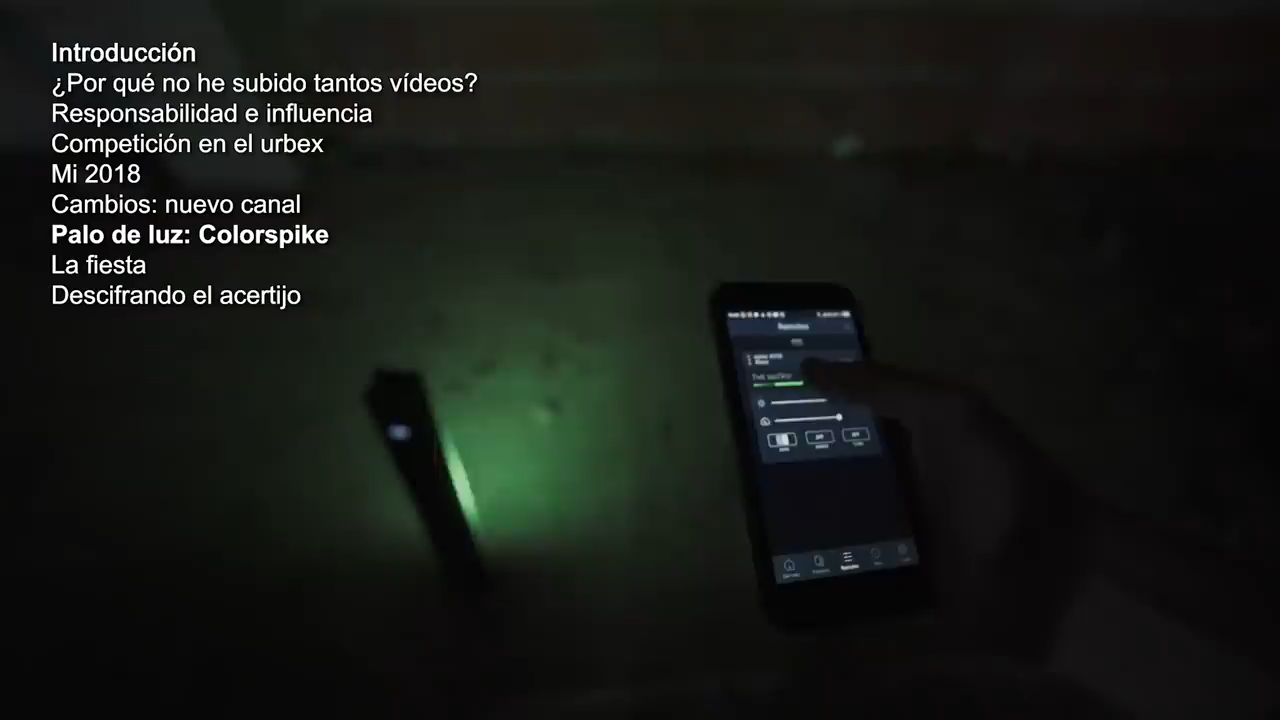 Introducción
¿Por qué no he subido tantos vídeos?
Responsabilidad e influencia
Competición en el urbex
Mi 2018
Cambios: nuevo canal
Palo de luz: Colorspike
La fiesta
Descifrando el acertijo
Remotes